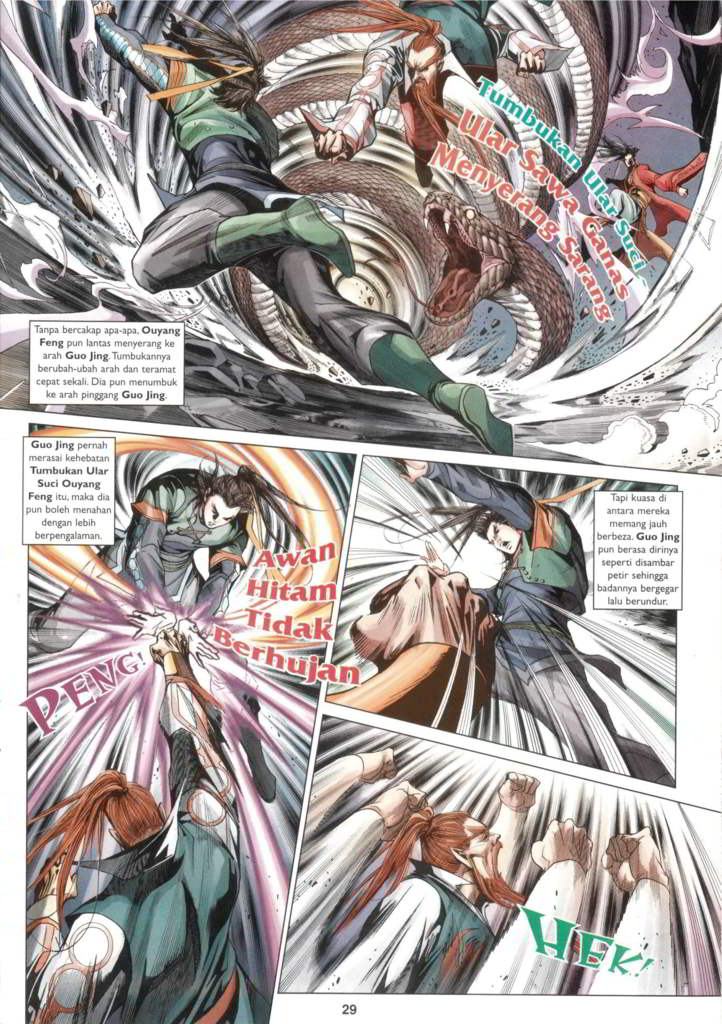 Tumbukan Ular Suci -
Ular Sawa Ganas
Menyerang Sarang
Tanpa bercakap apa-apa, Ouyang
Feng pun lantas menyerang ke
arah Guo Jing. Tumbukannya
berubah-ubah arah dan teramat
cepat sekali. Dia pun menumbuk
ke arah pinggang Guo Jing.
Guo Jing pernah
merasai kehebatan
Tumbukan Ular
Suci Ouyang
Feng itu, maka dia
pun boleh menahan
dengan lebih
berpengalaman.
Awan
Hitam
Tidak
Berhujan
PENG!
Tapi kuasa di
antara mereka
memang jauh
berbeza. Guo Jing
pun berasa dirinya
seperti disambar
petir sehingga
badannya bergegar
lalu berundur.
HEK!
29